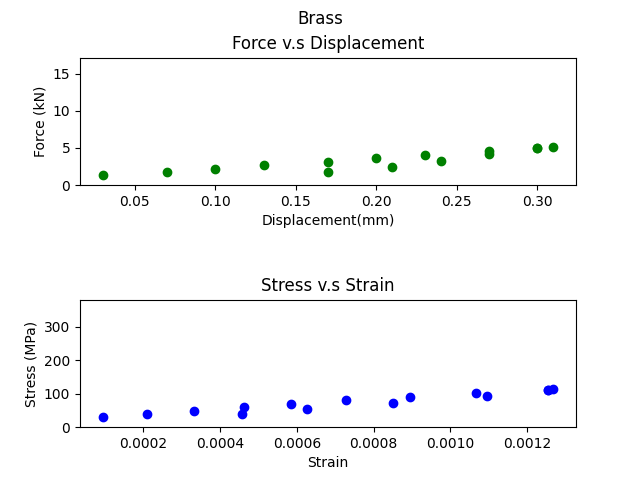 Brass
Force v.s Displacement
15
10
5
0
Force (kN)
0.05 0.10 0.15 0.20 0.25 0.30
Displacement(mm)
Stress v.s Strain
300
200
100
0
Stress (MPa)
0.0002 0.0004 0.0006 0.0008 0.0010 0.0012
Strain